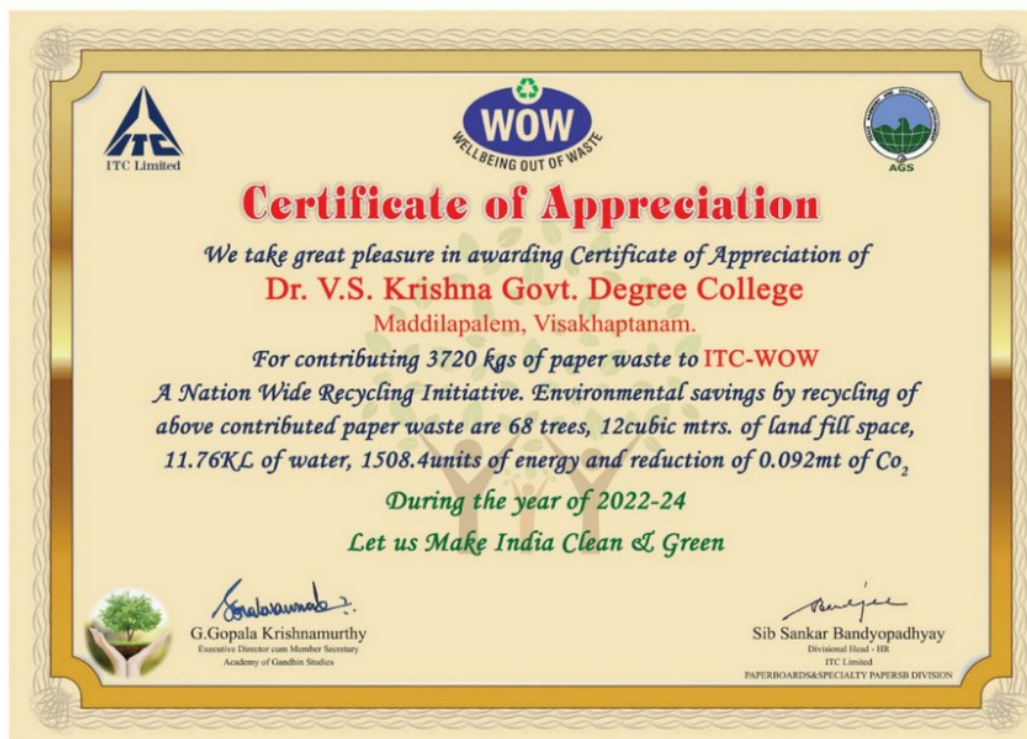 ITC
ITC Limited
WOW
WELLBEING OUT OF WASTE
AGS
Certificate of Appreciation
We take great pleasure in awarding Certificate of Appreciation of
Dr. V.S. Krishna Govt. Degree College
Maddilapalem, Visakhaptanam.
For contributing 3720 kgs of paper waste to ITC-WOW
A Nation Wide Recycling Initiative. Environmental savings by recycling of
above contributed paper waste are 68 trees, 12cubic mtrs. of land fill space,
11.76KL of water, 1508.4units of energy and reduction of 0.092mt of Co₂
During the year of 2022-24
Let us Make India Clean & Green
G.Gopala Krishnamurthy
Executive Director cum Member Secretary
Academy of Gandhin Studies
Sib Sankar Bandyopadhyay
Divisional Head - HR
ITC Limited
PAPERBOARDS&SPECIALTY PAPERSB DIVISION